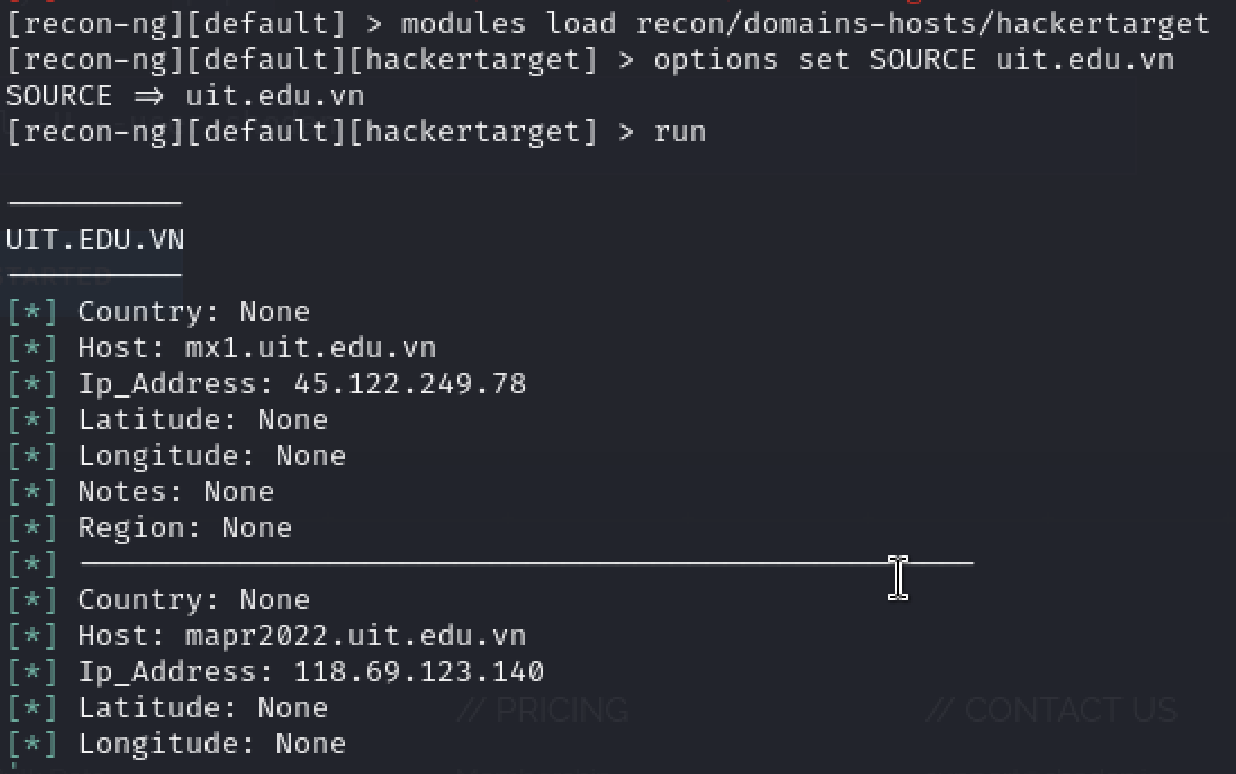 [recon-ng][default] > modules load recon/domains-hosts/hackertarget
[recon-ng][default][hackertarget] > options set SOURCE uit.edu.vn
SOURCE ⇒ uit.edu.vn
[recon-ng][default][hackertarget] > run
UIT.EDU.VN
[*] Country: None
[*] Host: mx1.uit.edu.vn
[*] Ip_Address: 45.122.249.78
[*] Latitude: None
[*] Longitude: None
[*] Notes: None
[*] Region: None
[*] ──────────────────────────────
[*] Country: None
[*] Host: mapr2022.uit.edu.vn
[*] Ip_Address: 118.69.123.140
[*] Latitude: None
// PRICING
// CONTACT US
[*] Longitude: None